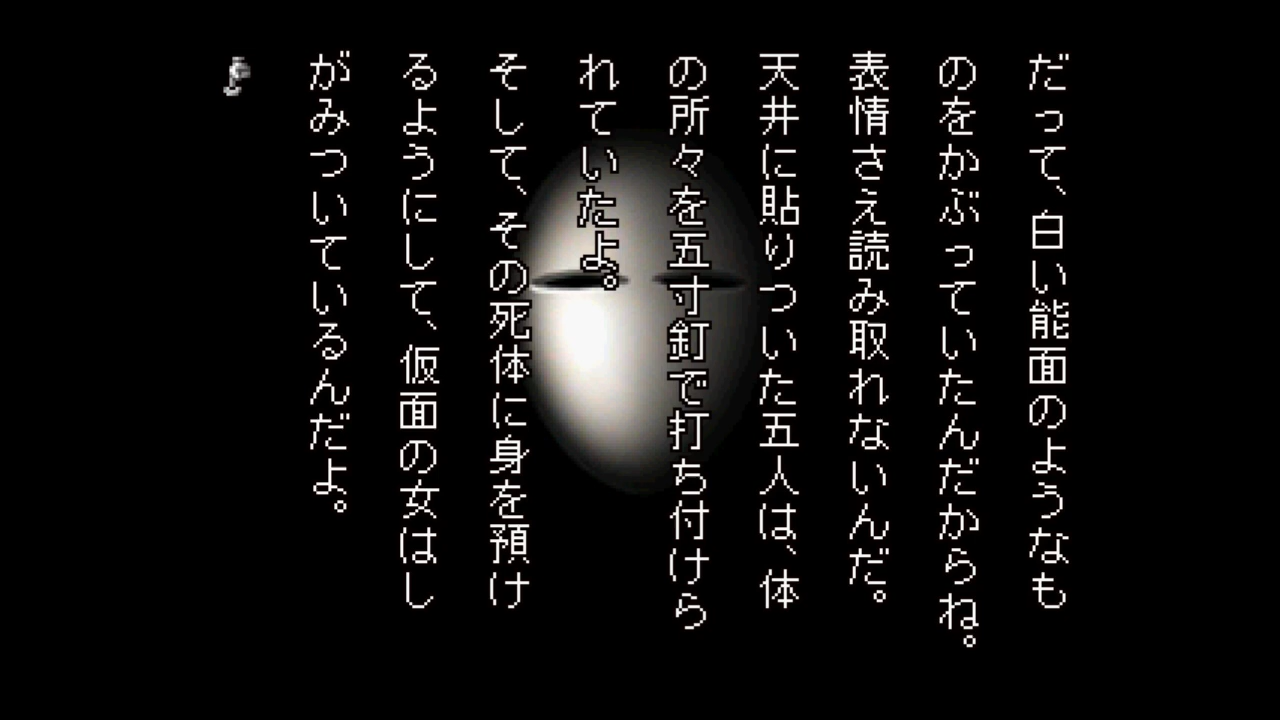 だって、白い能面のようなも
のをかぶっていたんだからね。
表情さえ読み取れないんだ。
天井に貼りついた五人は、体
の所々を五寸釘で打ち付けら
れていたよ。
そして、その死体に身を預け
るようにして、仮面の女はし
がみついているんだよ。